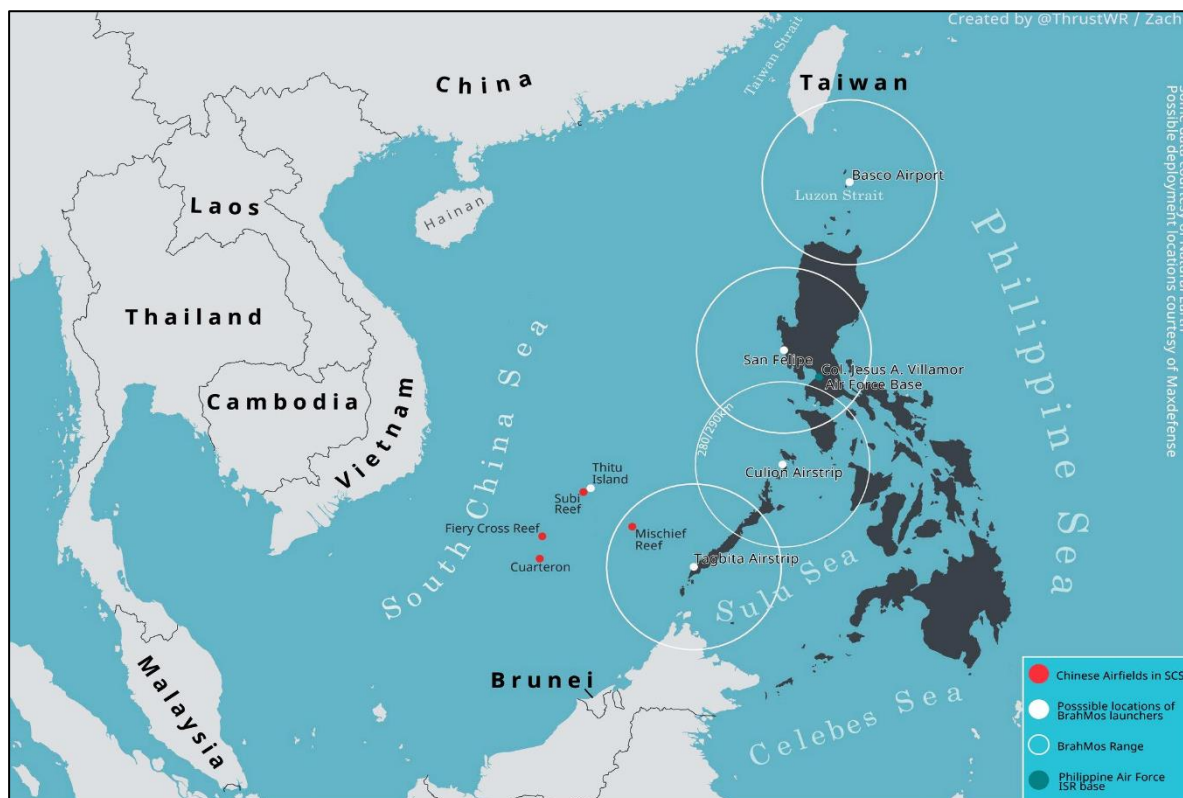 Created by @ThrustWR / Zach
Possible deployment locations courtesy of Maxdefense
China
Taiwan Strait
Taiwan
Basco Airport
Luzon Strait
Hainan
Laos
Thailand
Cambodia
Vietnam
South China Sea
Philippine Sea
San Felipe
Col. Jesus A. Villamor
Air Force Base
280/290km
Culion Airstrip
Thitu
Island
Subi
Reef
Fiery Cross Reef
Mischief
Reef
Cuarteron
Tagbita Airstrip
Sulu Sea
Malaysia
Brunei
Celebes Sea
Chinese Airfields in SCS
Posssible locations of
BrahMos launchers
BrahMos Range
Philippine Air Force
ISR base